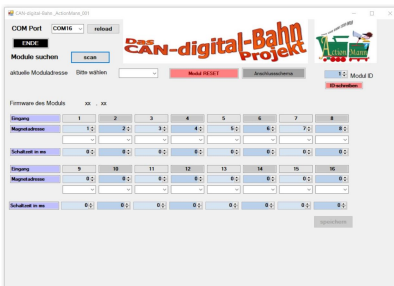 CAN-digital-Bahn_ActionMann_001
COM Port COM16 reload
ENDE
Das CAN-digital-Bahn Projekt
Action Mann
Module suchen scan
aktuelle Moduladresse Bitte wählen Modul RESET Anschlussschema 1 Modul ID
ID schreiben
Firmware des Moduls xx . xx
Eingang 1 2 3 4 5 6 7 8
Magnetadresse 1 2 3 4 5 6 7 8
Schaltzeit in ms 0 0 0 0 0 0 0 0
Eingang 9 10 11 12 13 14 15 16
Magnetadresse 0 0 0 0 0 0 0 0
Schaltzeit in ms 0 0 0 0 0 0 0 0
speichern